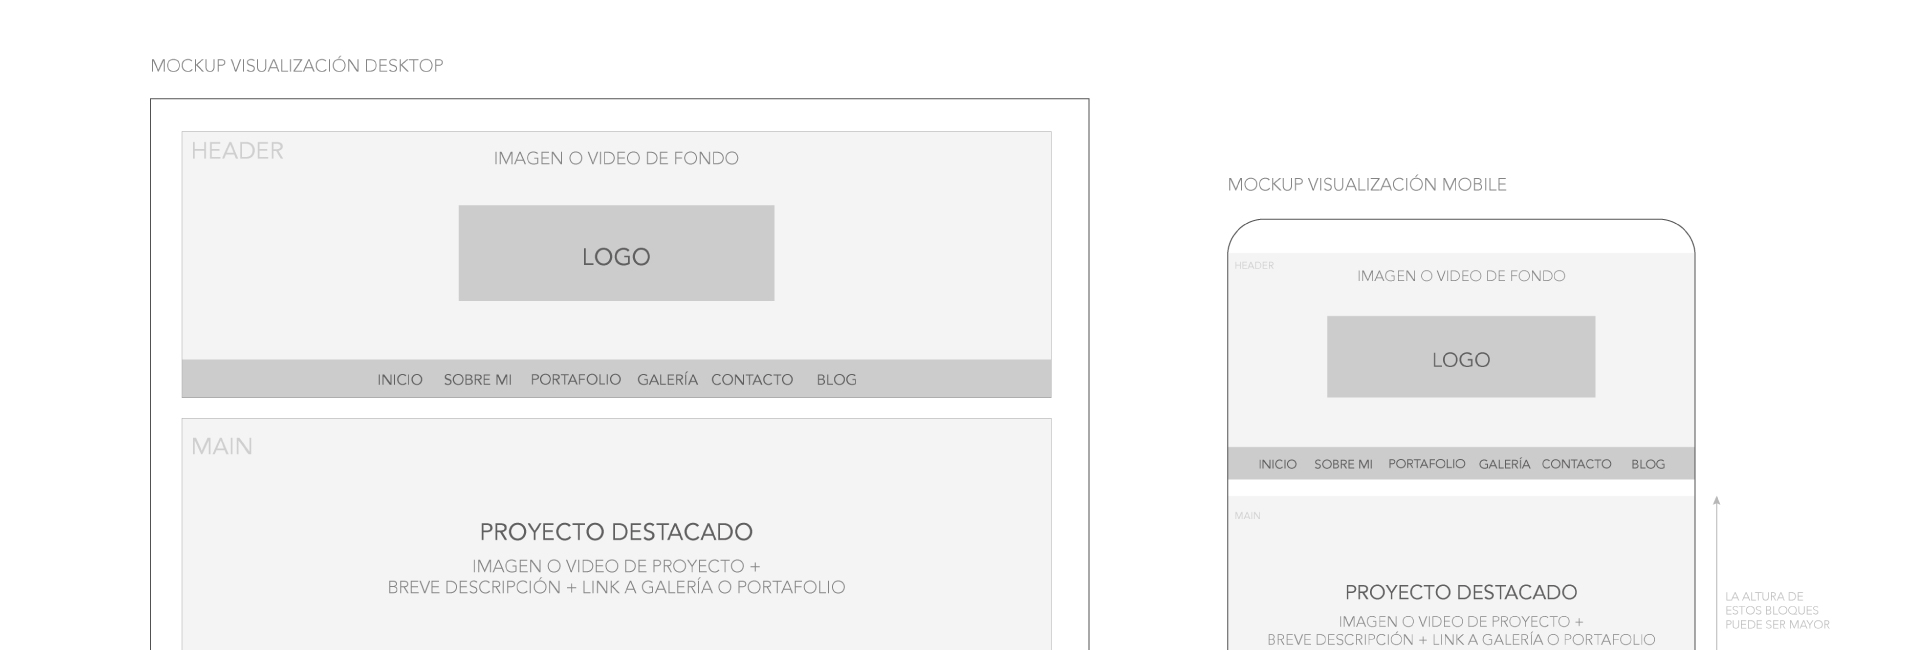 MOCKUP VISUALIZACIÓN DESKTOP
HEADER
IMAGEN O VIDEO DE FONDO
LOGO
INICIO SOBRE MI PORTAFOLIO GALERÍA CONTACTO BLOG
MAIN
PROYECTO DESTACADO
IMAGEN O VIDEO DE PROYECTO +
BREVE DESCRIPCIÓN + LINK A GALERÍA O PORTAFOLIO
MOCKUP VISUALIZACIÓN MOBILE
HEADER
IMAGEN O VIDEO DE FONDO
LOGO
INICIO SOBRE MI PORTAFOLIO GALERÍA CONTACTO BLOG
MAIN
PROYECTO DESTACADO
IMAGEN O VIDEO DE PROYECTO +
BREVE DESCRIPCIÓN + LINK A GALERÍA O PORTAFOLIO
LA ALTURA DE
ESTOS BLOQUES
PUEDE SER MAYOR